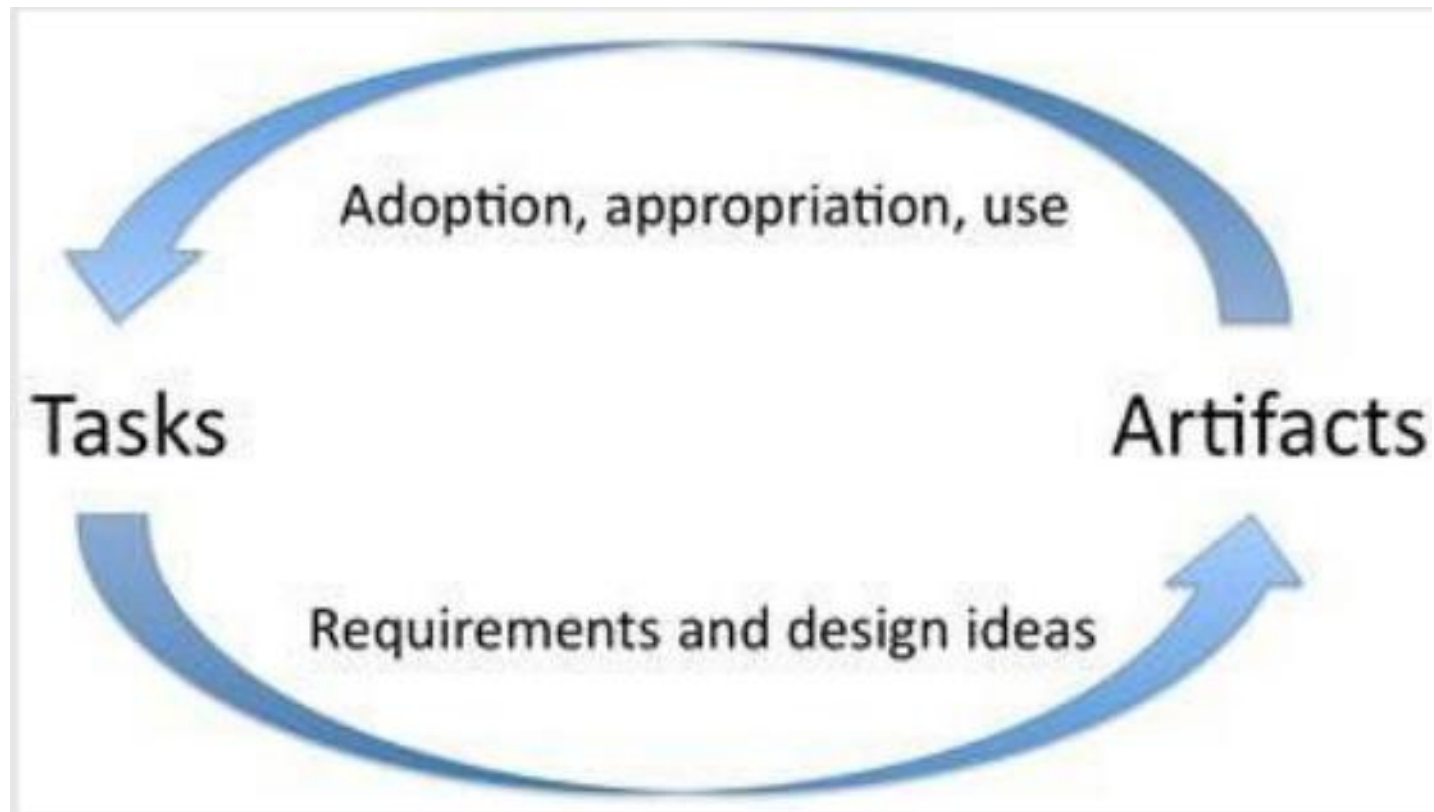 Adoption, appropriation, use
Tasks
Artifacts
Requirements and design ideas